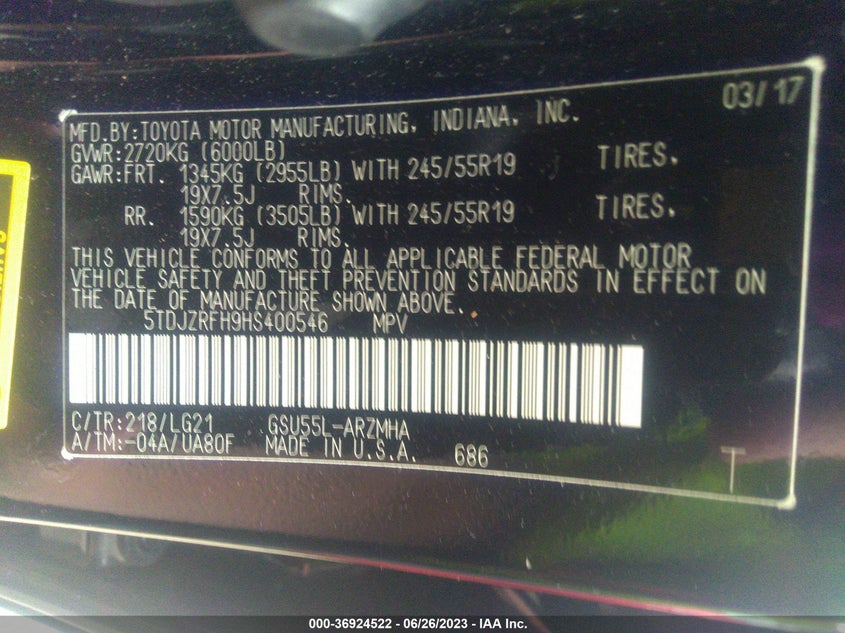 03/17
MFD.BY:TOYOTA MOTOR MANUFACTURING, INDIANA, INC.
GVWR:2720KG (6000LB)
GAWR:FRT. 1345KG (2955LB) WITH 245/55R19 TIRES.
19X7.5J RIMS.
RR. 1590KG (3505LB) WITH 245/55R19 TIRES.
19X7.5J RIMS.
THIS VEHICLE CONFORMS TO ALL APPLICABLE FEDERAL MOTOR
VEHICLE SAFETY AND THEFT PREVENTION STANDARDS IN EFFECT ON
THE DATE OF MANUFACTURE SHOWN ABOVE.
5TDJZRFH9HS400546 MPV
C/TR:218/LG21 GSU55L-ARZMHA
A/TM:-04A/UA80F MADE IN U.S.A. 686
T
000-36924522 - 06/26/2023 - IAA Inc.